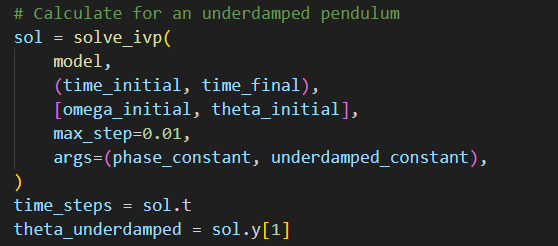 # Calculate for an underdamped pendulum
sol = solve_ivp(
    model,
    (time_initial, time_final),
    [omega_initial, theta_initial],
    max_step=0.01,
    args=(phase_constant, underdamped_constant),
)
time_steps = sol.t
theta_underdamped = sol.y[1]